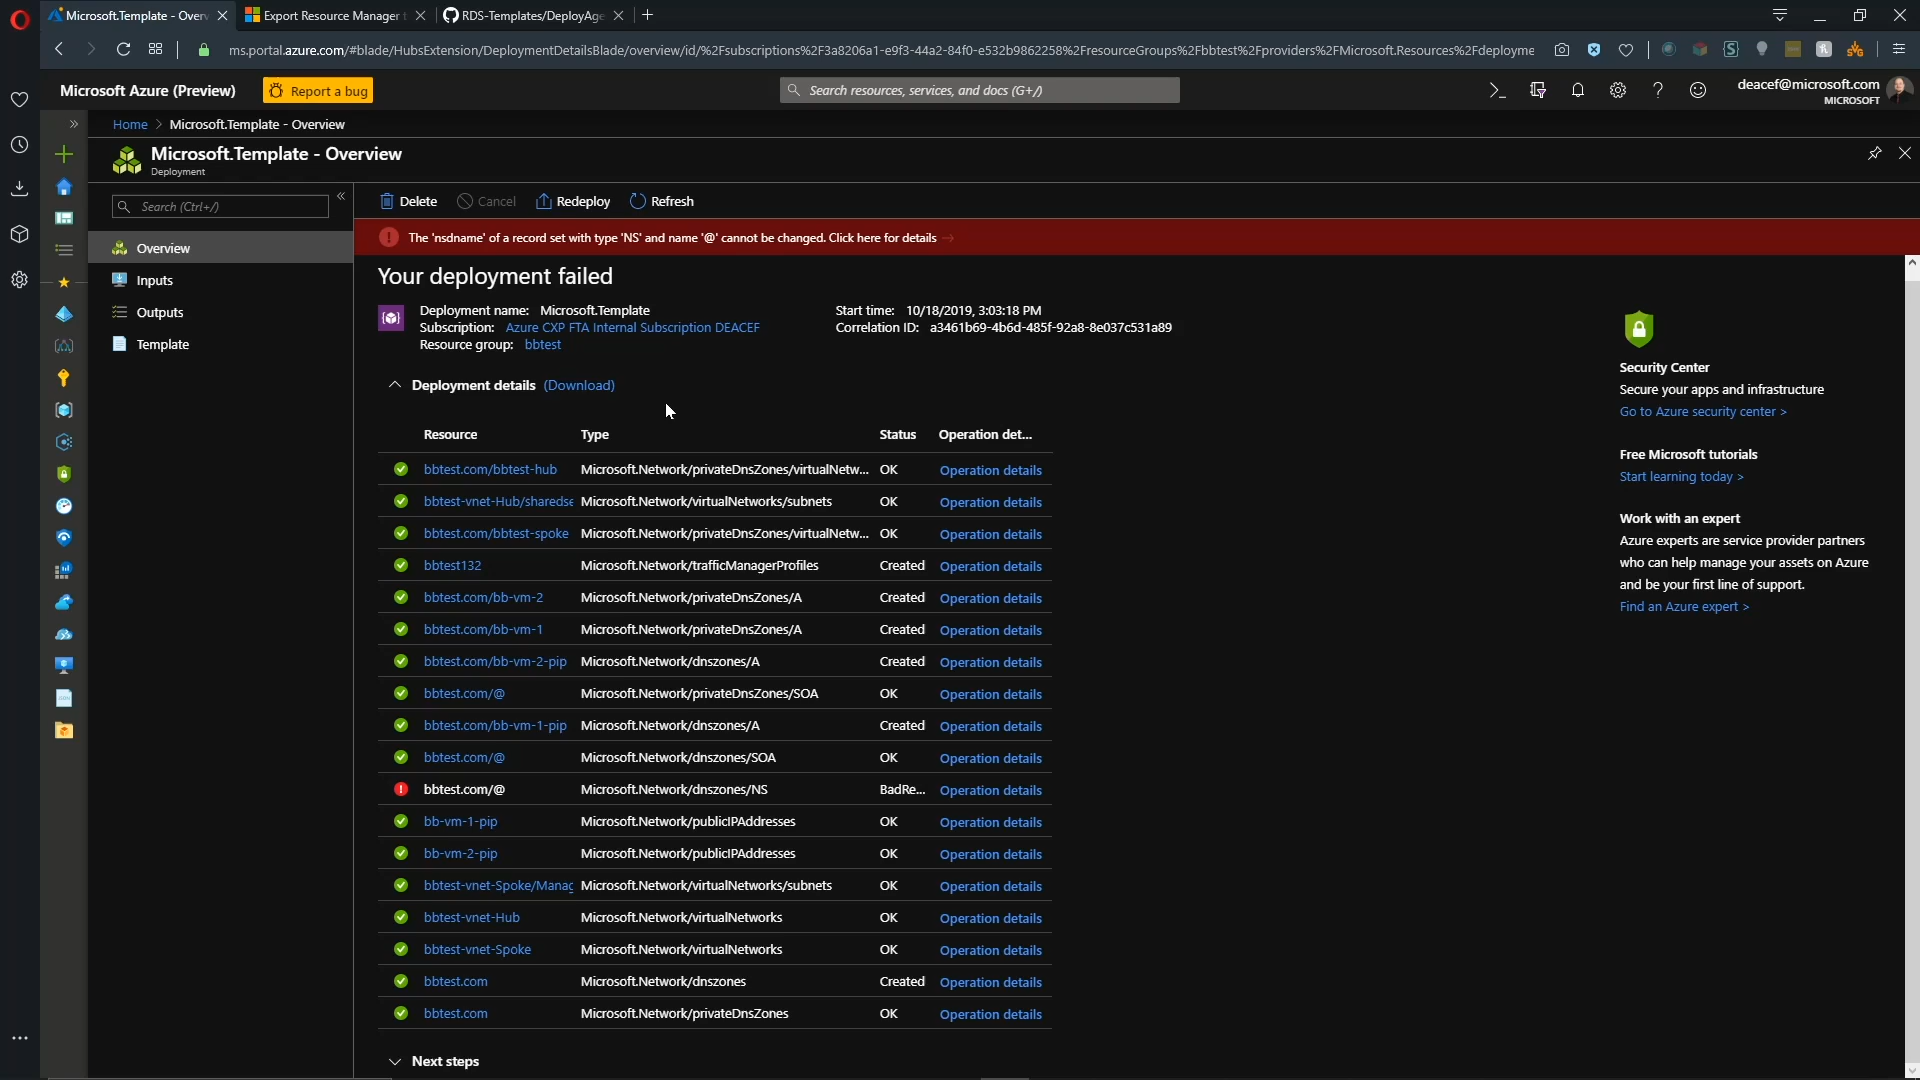 Microsoft.Template - Over
Export Resource Manager
RDS-Templates/DeployAge
ms.portal.azure.com/#blade/HubsExtension/DeploymentDetailsBlade/overview/id/%2Fsubscriptions%2F3a8206a1-e9f3-44a2-84f0-e532b9862258%2FresourceGroups%2Fbbtest%2Fproviders%2FMicrosoft.Resources%2Fdeployme
Microsoft Azure (Preview)
Report a bug
Search resources, services, and docs (G+/)
deacef@microsoft.com
MICROSOFT
Home > Microsoft.Template - Overview
Microsoft.Template - Overview
Deployment
Search (Ctrl+/)
Delete
Cancel
Redeploy
Refresh
Overview
Inputs
Outputs
Template
The 'nsdname' of a record set with type 'NS' and name '@' cannot be changed. Click here for details →
Your deployment failed
Deployment name: Microsoft.Template
Subscription: Azure CXP FTA Internal Subscription DEACEF
Resource group: bbtest
Start time: 10/18/2019, 3:03:18 PM
Correlation ID: a3461b69-4b6d-485f-92a8-8e037c531a89
Deployment details (Download)
Resource Type Status Operation det...
bbtest.com/bbtest-hub Microsoft.Network/privateDnsZones/virtualNetw... OK Operation details
bbtest-vnet-Hub/sharedse Microsoft.Network/virtualNetworks/subnets OK Operation details
bbtest.com/bbtest-spoke Microsoft.Network/privateDnsZones/virtualNetw... OK Operation details
bbtest132 Microsoft.Network/trafficManagerProfiles Created Operation details
bbtest.com/bb-vm-2 Microsoft.Network/privateDnsZones/A Created Operation details
bbtest.com/bb-vm-1 Microsoft.Network/privateDnsZones/A Created Operation details
bbtest.com/bb-vm-2-pip Microsoft.Network/dnszones/A Created Operation details
bbtest.com/@ Microsoft.Network/privateDnsZones/SOA OK Operation details
bbtest.com/bb-vm-1-pip Microsoft.Network/dnszones/A Created Operation details
bbtest.com/@ Microsoft.Network/dnszones/SOA OK Operation details
bbtest.com/@ Microsoft.Network/dnszones/NS BadRe... Operation details
bb-vm-1-pip Microsoft.Network/publicIPAddresses OK Operation details
bb-vm-2-pip Microsoft.Network/publicIPAddresses OK Operation details
bbtest-vnet-Spoke/Manag Microsoft.Network/virtualNetworks/subnets OK Operation details
bbtest-vnet-Hub Microsoft.Network/virtualNetworks OK Operation details
bbtest-vnet-Spoke Microsoft.Network/virtualNetworks OK Operation details
bbtest.com Microsoft.Network/dnszones Created Operation details
bbtest.com Microsoft.Network/privateDnsZones OK Operation details
Next steps
Security Center
Secure your apps and infrastructure
Go to Azure security center >
Free Microsoft tutorials
Start learning today >
Work with an expert
Azure experts are service provider partners
who can help manage your assets on Azure
and be your first line of support.
Find an Azure expert >